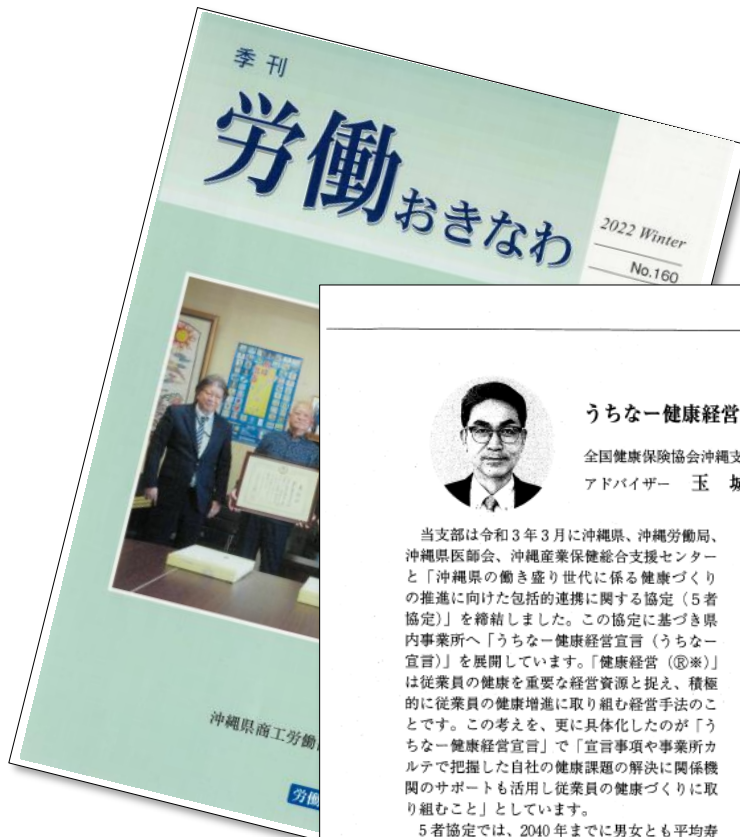 季刊
労働おきなわ
2022 Winter
No.160
沖縄県商工労働
うちなー健康経営
全国健康保険協会沖縄支
アドバイザー 玉 城
当支部は令和3年3月に沖縄県、沖縄労働局、
沖縄県医師会、沖縄産業保健総合支援センター
と「沖縄県の働き盛り世代に係る健康づくり
の推進に向けた包括的連携に関する協定(5者
協定)」を締結しました。この協定に基づき県
内事業所へ「うちなー健康経営宣言(うちなー
宣言)」を展開しています。「健康経営(Ⓡ※)」
は従業員の健康を重要な経営資源と捉え、積極
的に従業員の健康増進に取り組む経営手法のこ
とです。この考えを、更に具体化したのが「う
ちなー健康経営宣言」で「宣言事項や事業所カ
ルテで把握した自社の健康課題の解決に関係機
関のサポートも活用し従業員の健康づくりに取
り組むこと」としています。
5者協定では、2040年までに男女とも平均寿